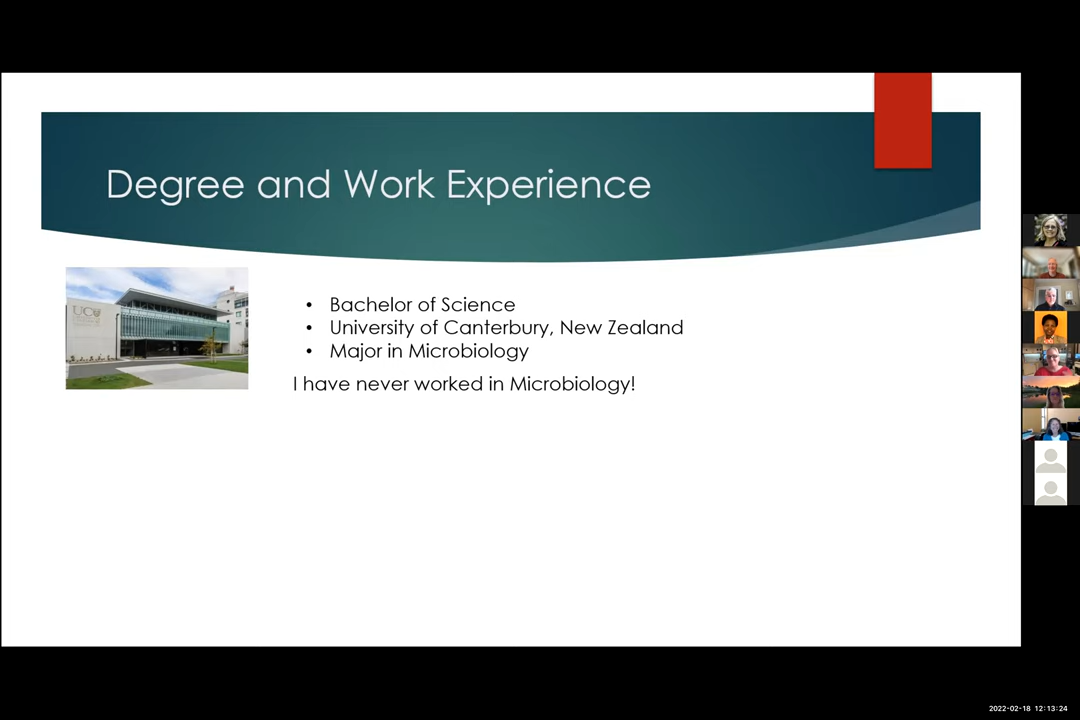 Degree and Work Experience
UC
• Bachelor of Science
• University of Canterbury, New Zealand
• Major in Microbiology
I have never worked in Microbiology!
2022-02-18 12:13:24